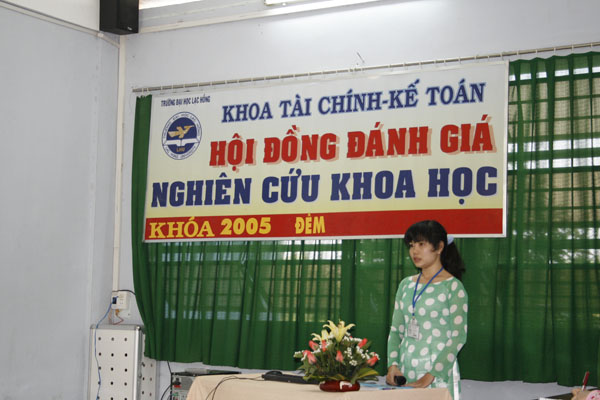 TRƯỜNG ĐẠI HỌC LẠC HỒNG
KHOA TÀI CHÍNH-KẾ TOÁN
HỘI ĐỒNG ĐÁNH GIÁ
NGHIÊN CỨU KHOA HỌC
KHÓA 2005 ĐÊM